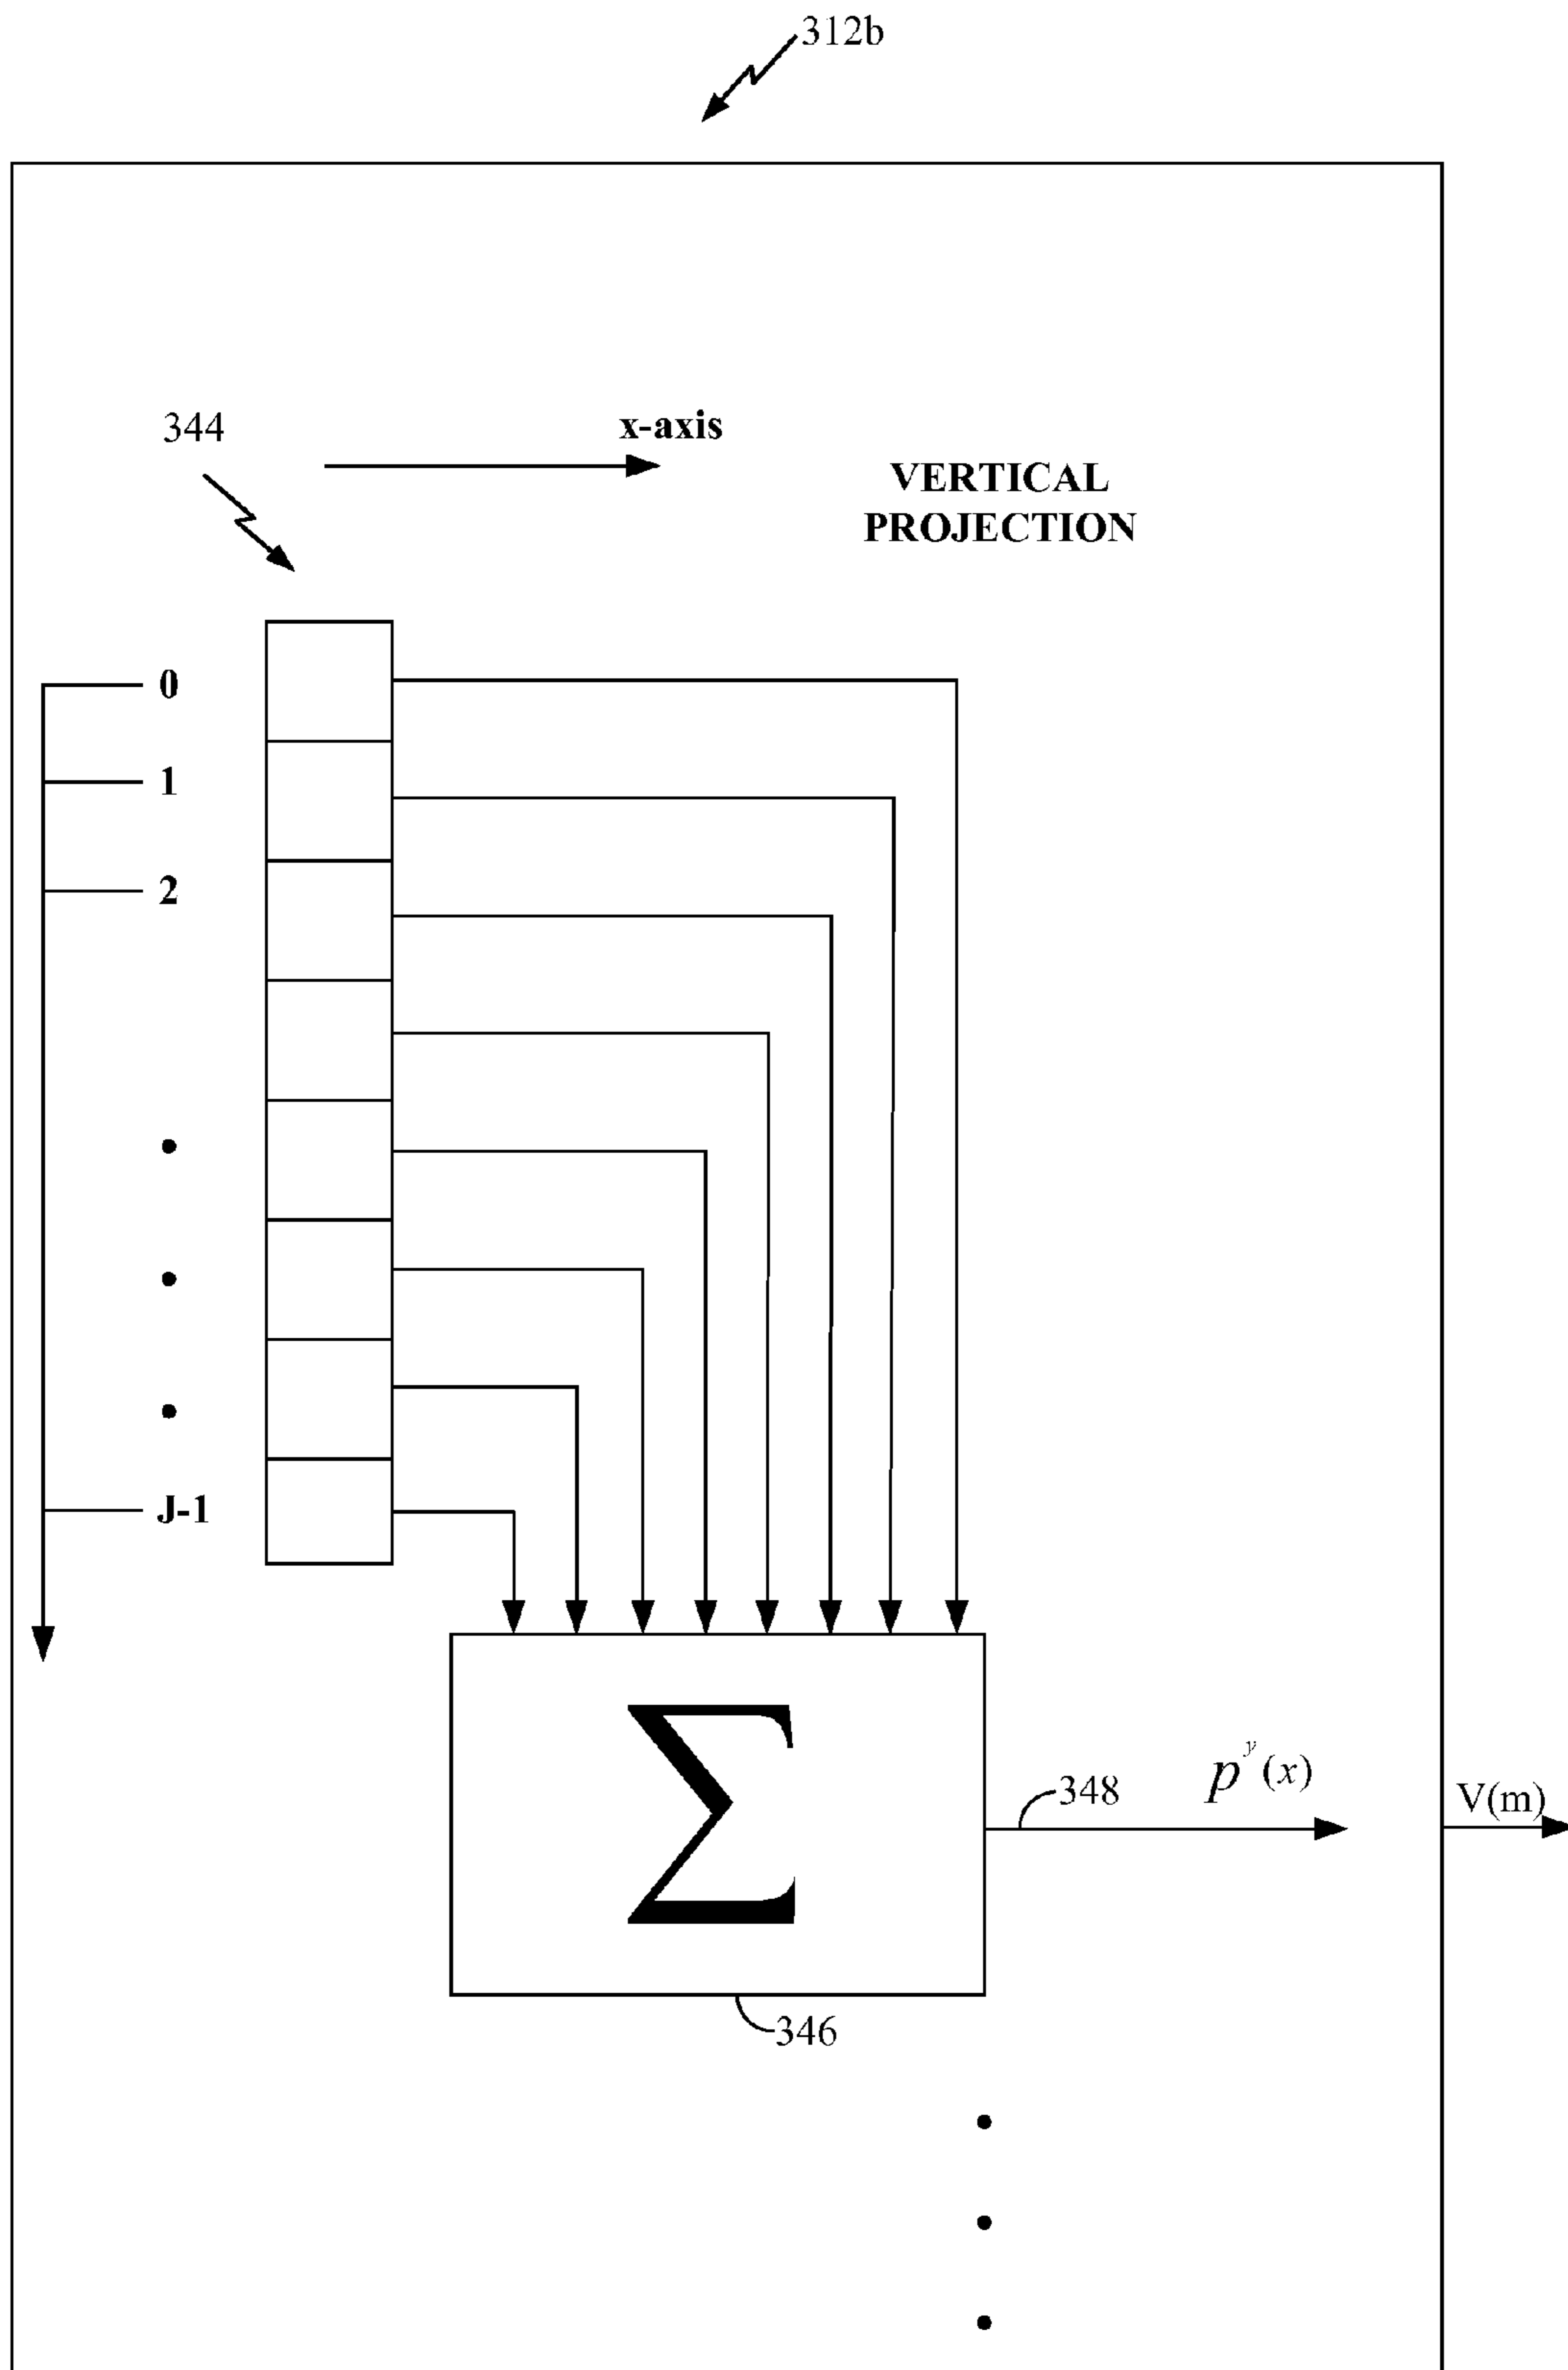 312b
344
x-axis
VERTICAL
PROJECTION
0
1
2
J-1
Σ
348
p^y(x)
V(m)
346